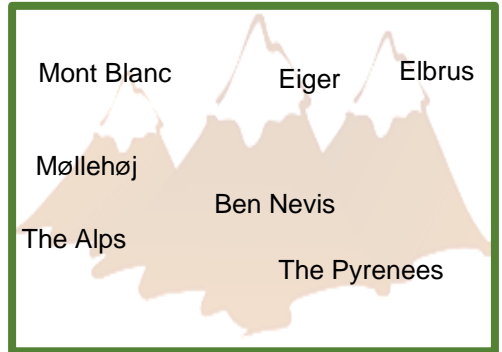 Mont Blanc
Eiger
Elbrus
Møllehøj
Ben Nevis
The Alps
The Pyrenees